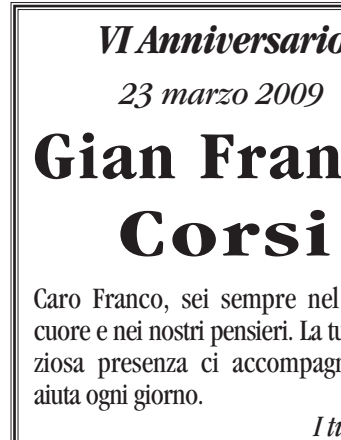 VI Anniversario
23 marzo 2009
Gian Fran
Corsi
Caro Franco, sei sempre nel
cuore e nei nostri pensieri. La tu
ziosa presenza ci accompagn
aiuta ogni giorno.
I tu